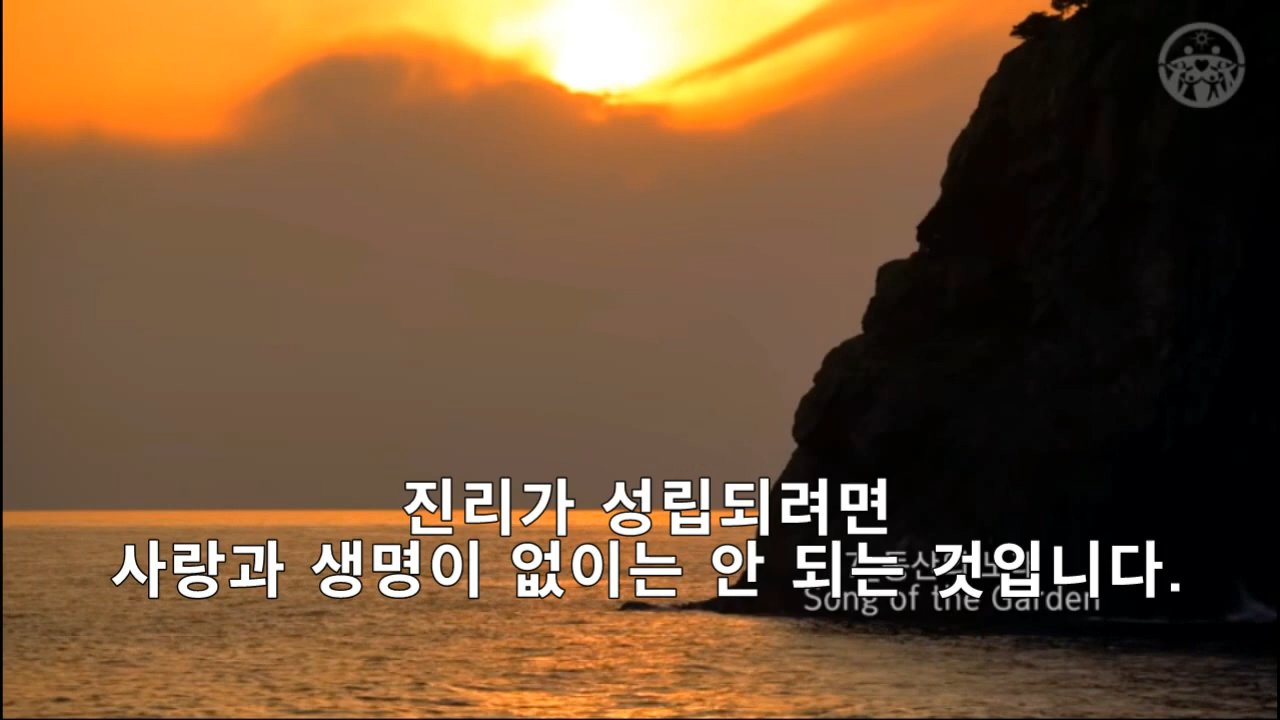 진리가 성립되려면
사랑과 생명이 없이는 안 되는 것입니다.
Song of the Garden